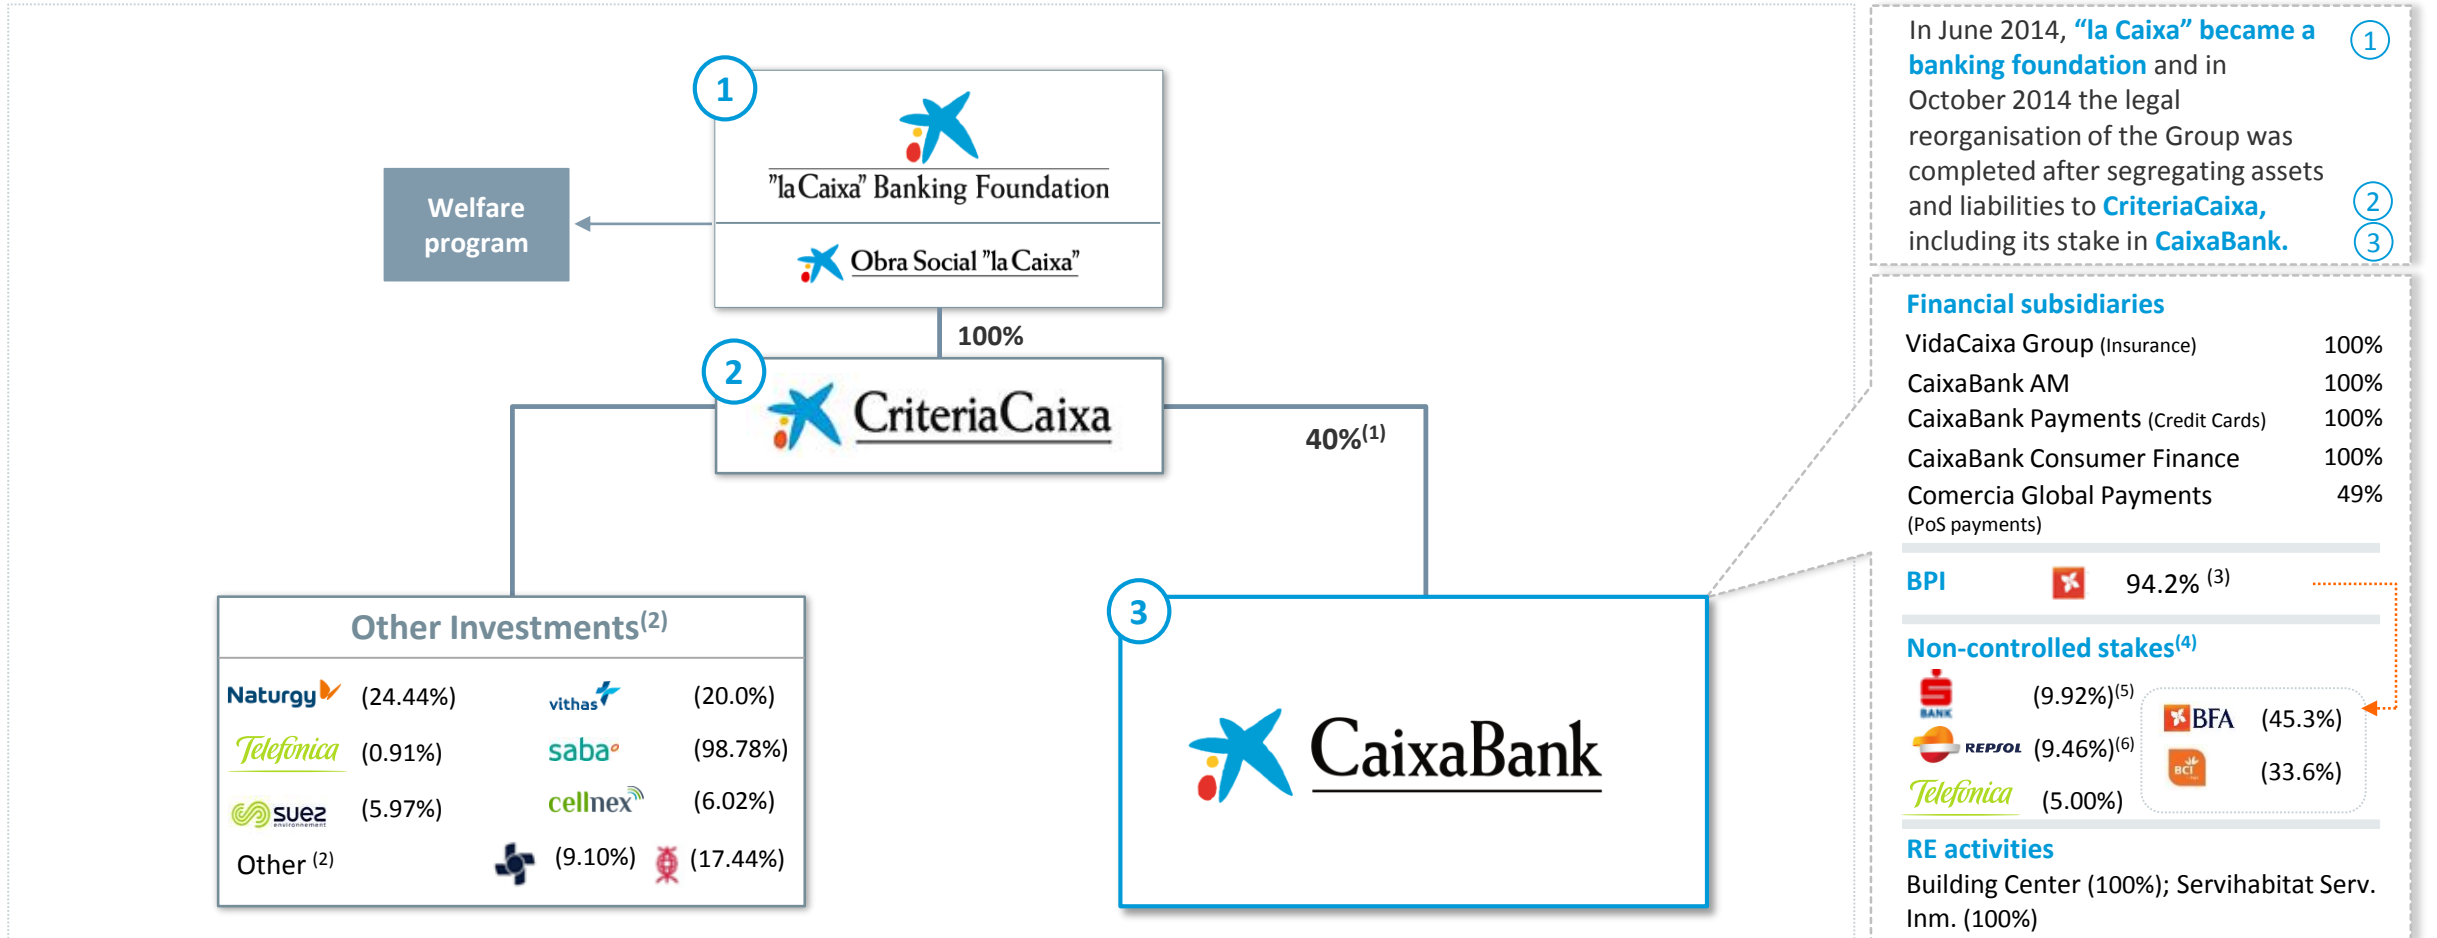 1
"la Caixa" Banking Foundation
Obra Social "la Caixa"
Welfare
program
100%
2
CriteriaCaixa
40%(1)
Other Investments(2)
Naturgy (24.44%)
vithas (20.0%)
Telefónica (0.91%)
saba (98.78%)
suez environnement (5.97%)
cellnex (6.02%)
Other (2) (9.10%) (17.44%)
3
CaixaBank
In June 2014, “la Caixa” became a 1
banking foundation and in
October 2014 the legal
reorganisation of the Group was
completed after segregating assets
and liabilities to CriteriaCaixa, 2
including its stake in CaixaBank. 3
Financial subsidiaries
VidaCaixa Group (Insurance) 100%
CaixaBank AM 100%
CaixaBank Payments (Credit Cards) 100%
CaixaBank Consumer Finance 100%
Comercia Global Payments 49%
(PoS payments)
BPI 94.2% (3)
Non-controlled stakes(4)
S BANK (9.92%)(5)
REPSOL (9.46%)(6)
Telefónica (5.00%)
BFA (45.3%)
BCI (33.6%)
RE activities
Building Center (100%); Servihabitat Serv.
Inm. (100%)